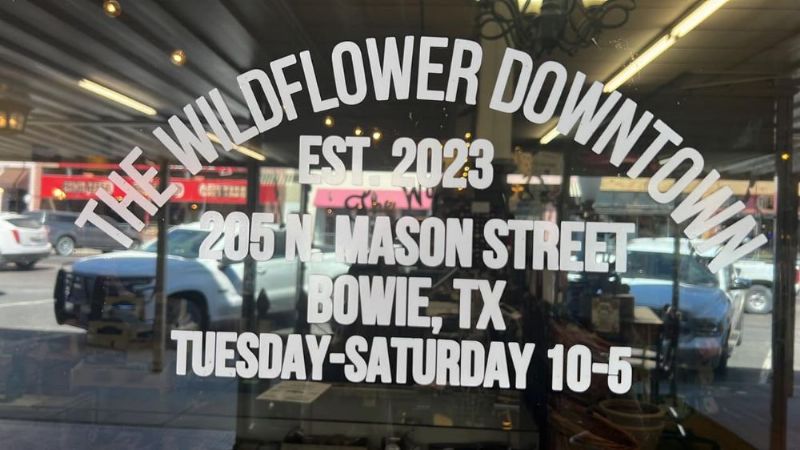 THE WILDFLOWER DOWNTOWN
EST. 2023
205 N. MASON STREET
BOWIE, TX
TUESDAY-SATURDAY 10-5